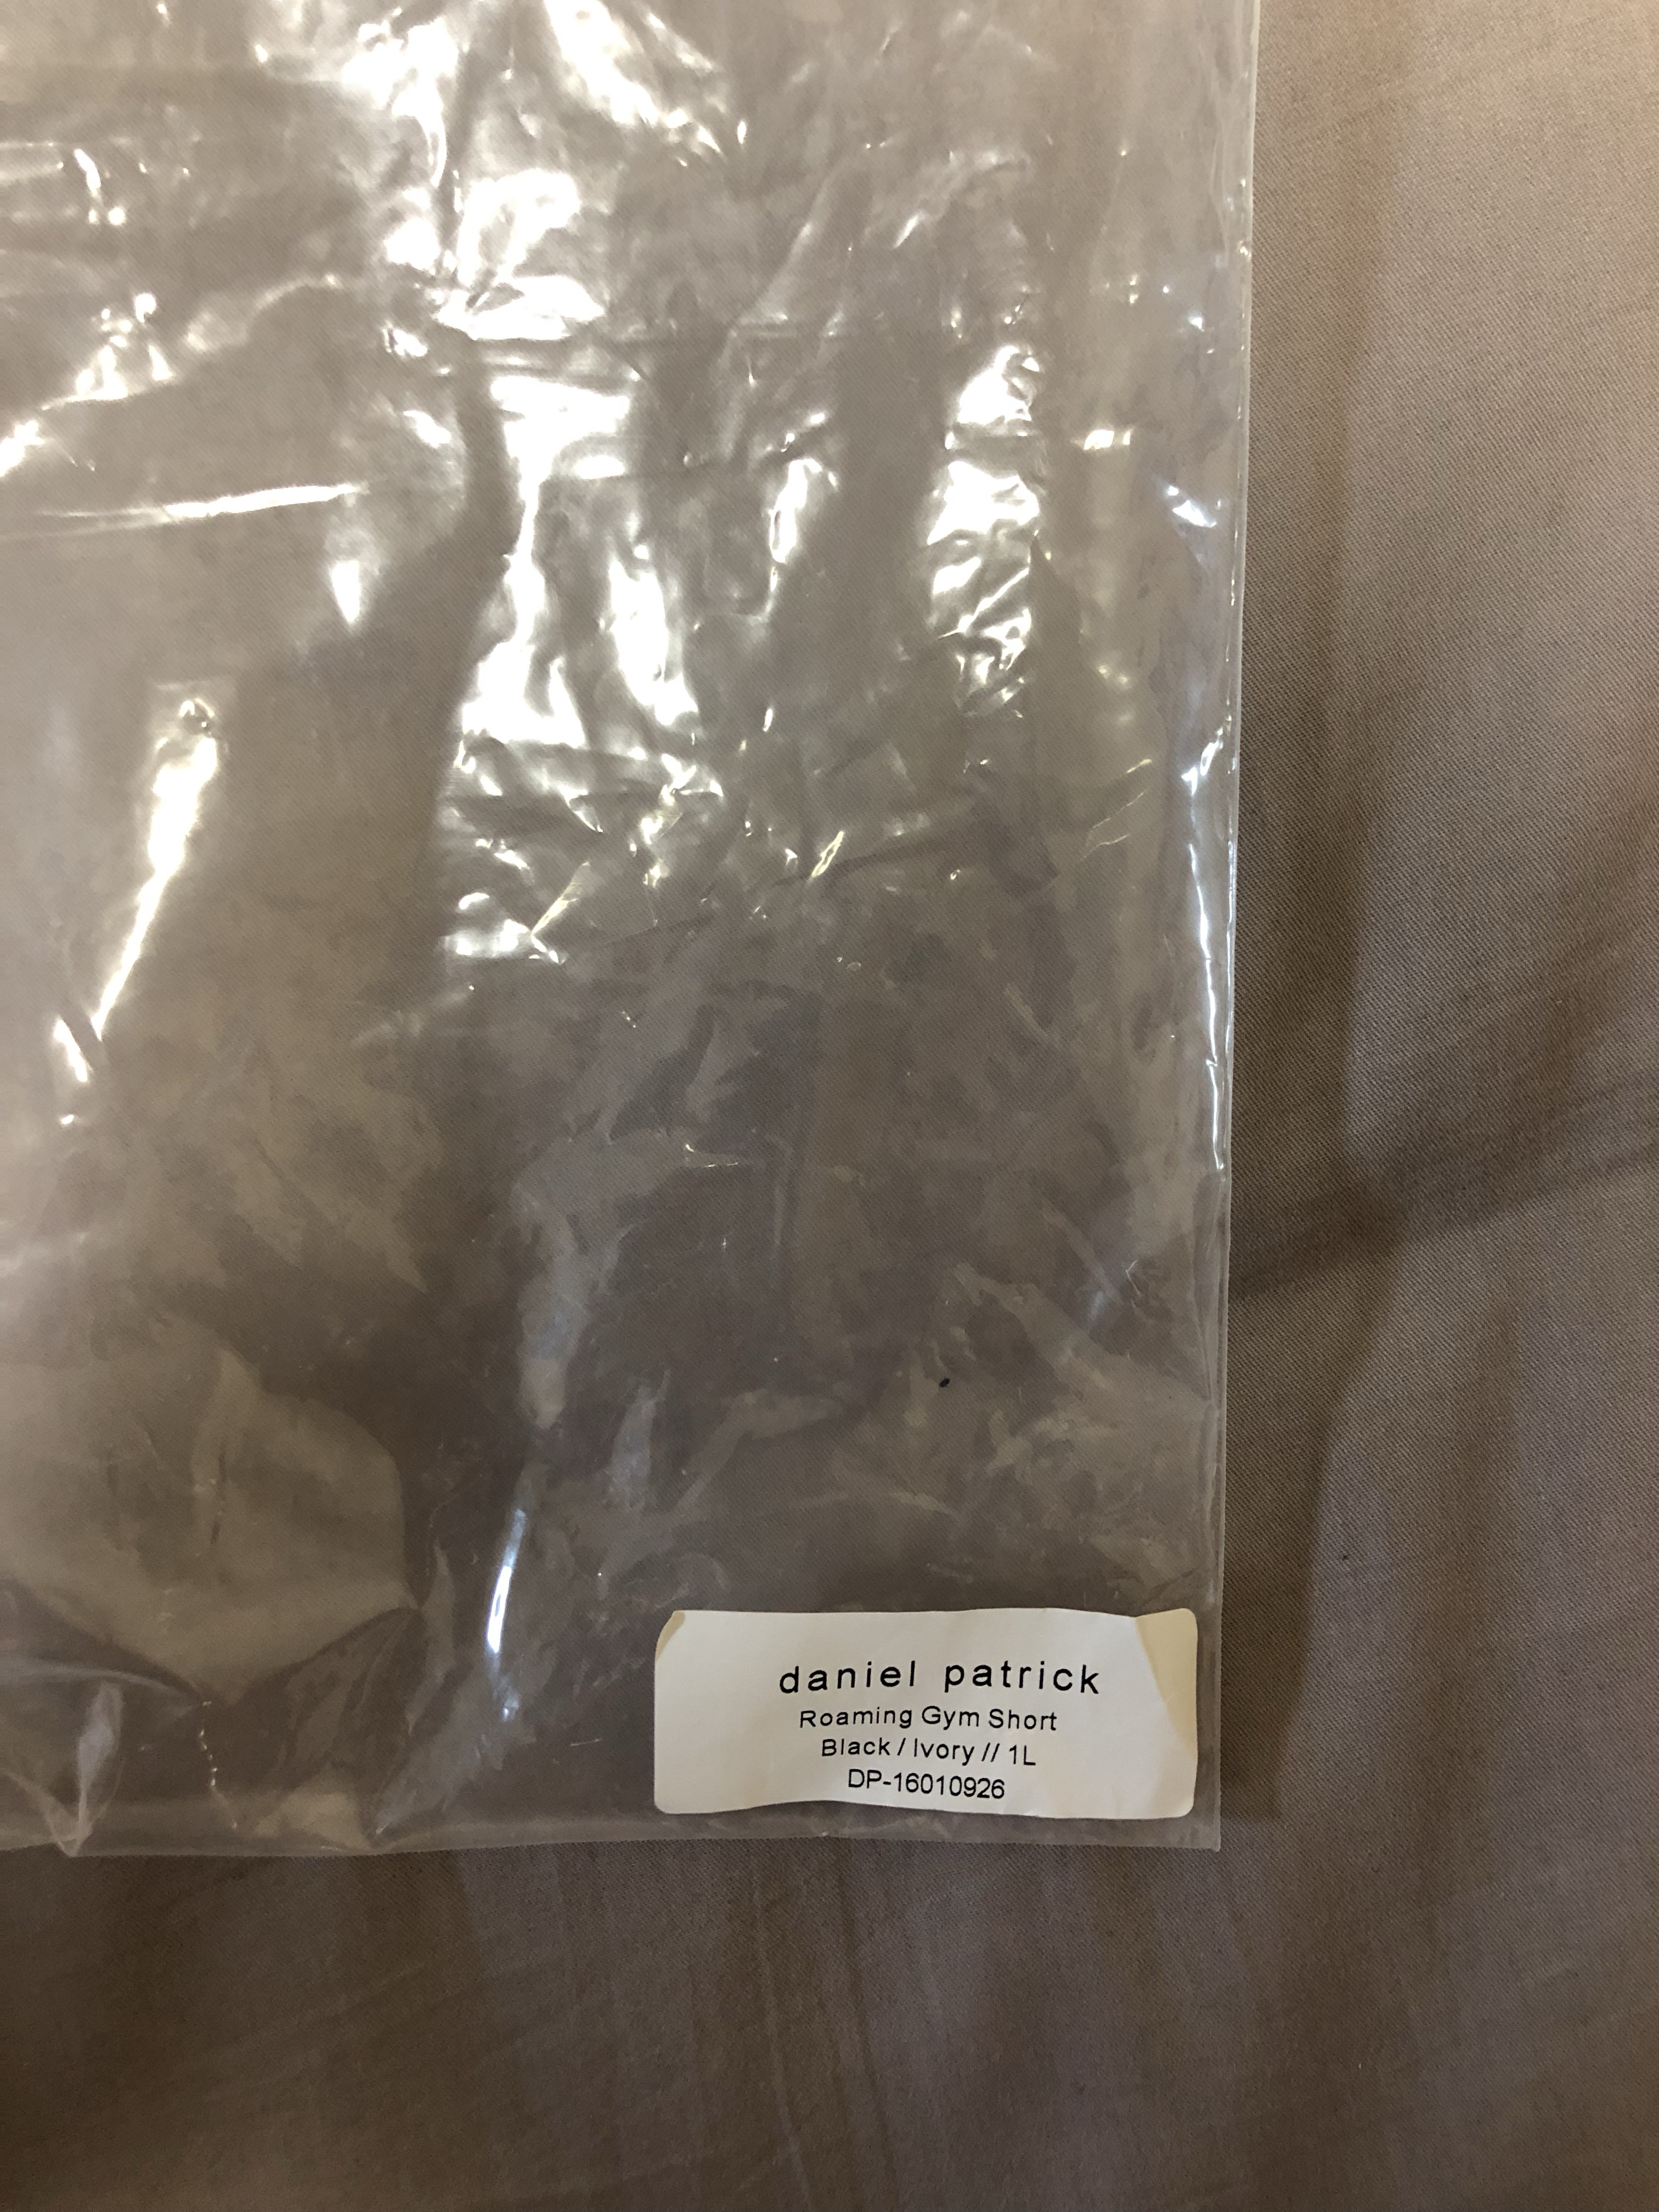 daniel patrick
Roaming Gym Short
Black / Ivory // 1L
DP-16010926